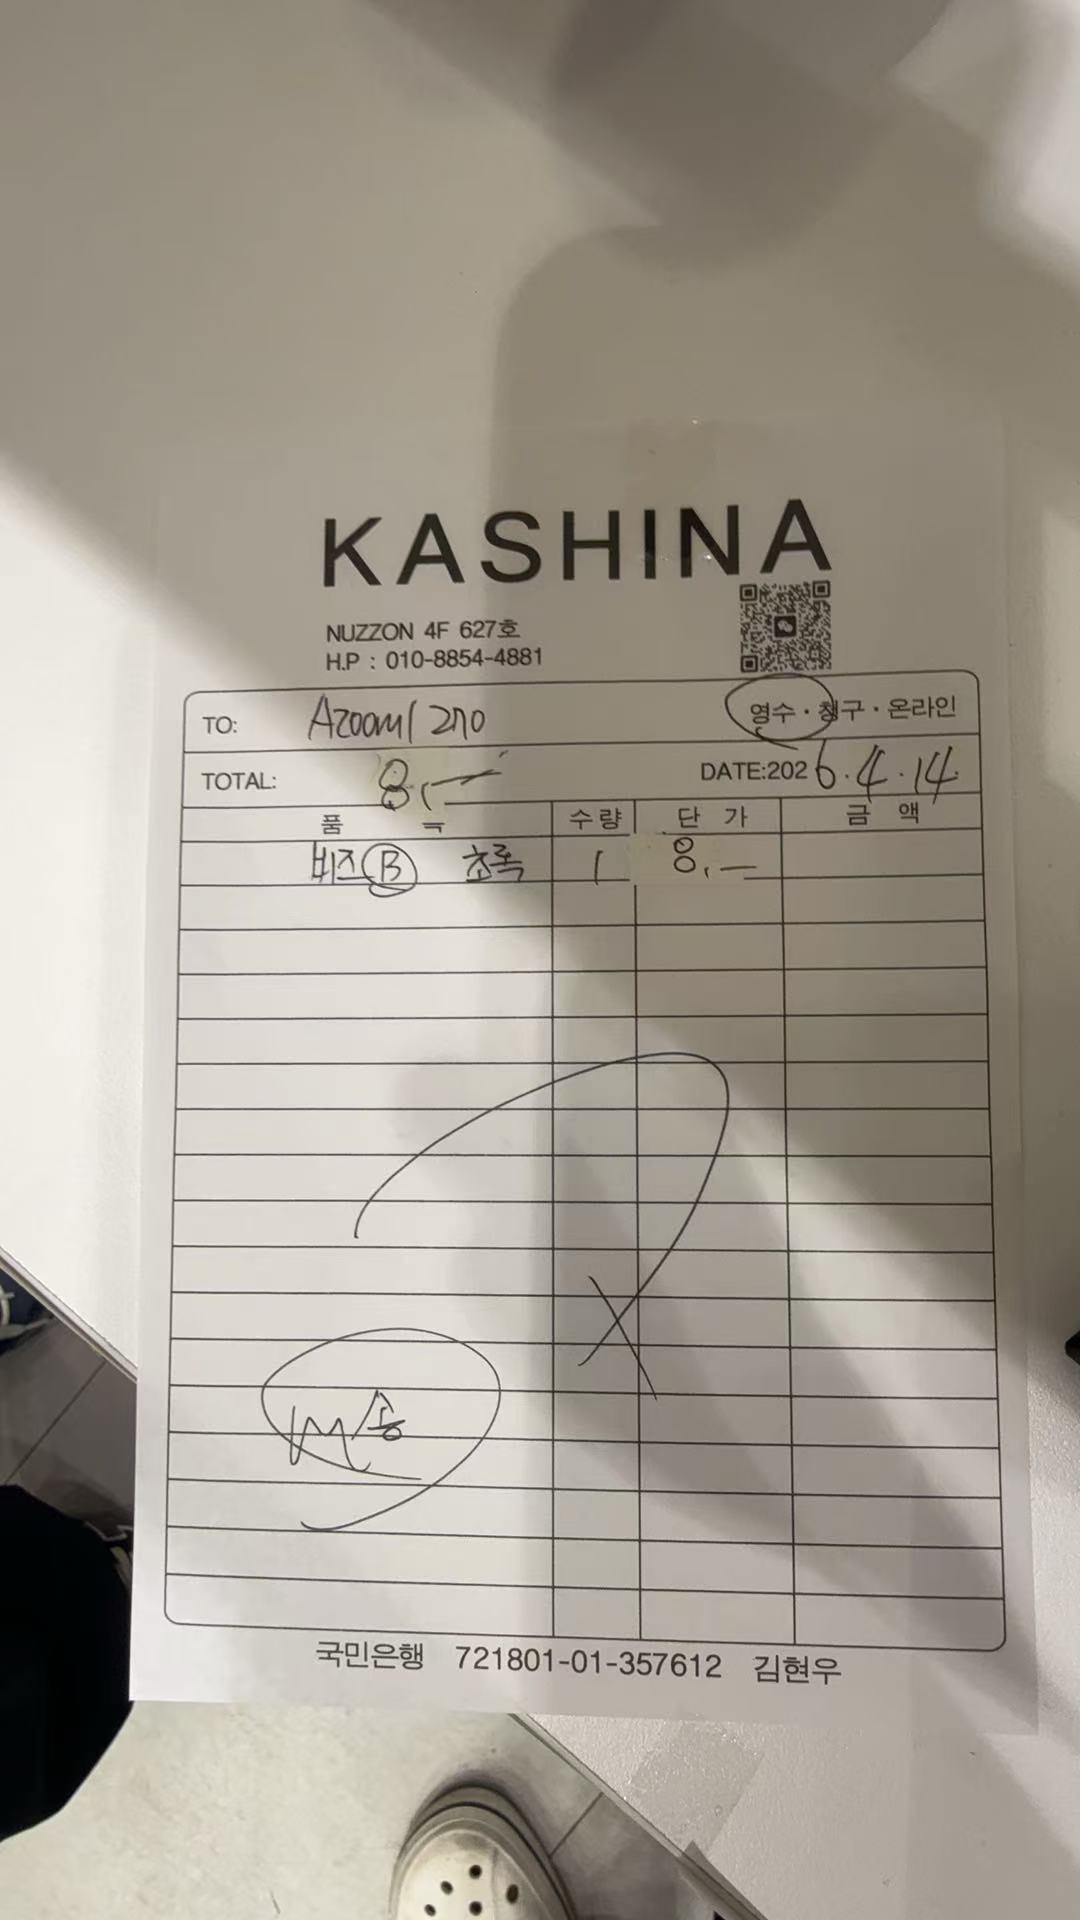 KASHINA
NUZZON 4F 627호
H.P : 010-8854-4881
TO: Azoom/270 영수 · 청구 · 온라인
TOTAL: 8,— DATE:2026.4.14
품 목 수량 단가 금액
비즈 B 초록 1 8,—
M/송
국민은행 721801-01-357612 김현우